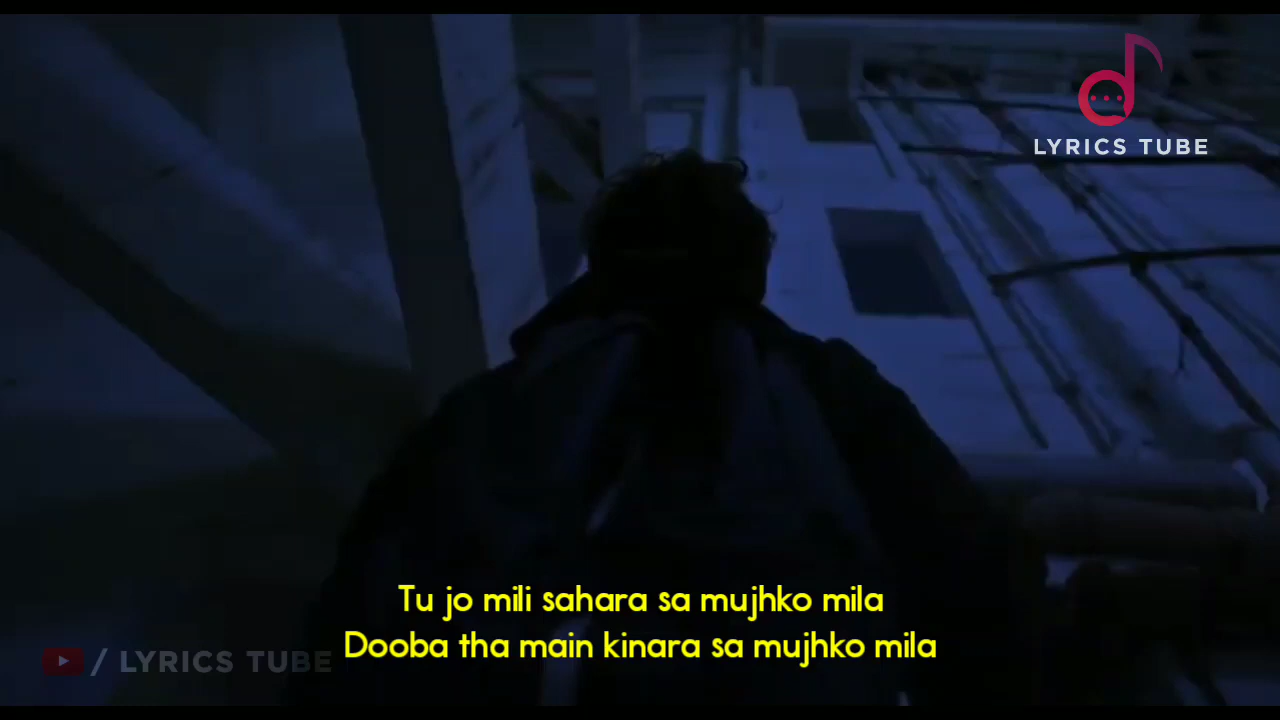 LYRICS TUBE
Tu jo mili sahara sa mujhko mila
Dooba tha main kinara sa mujhko mila
/ LYRICS TUBE